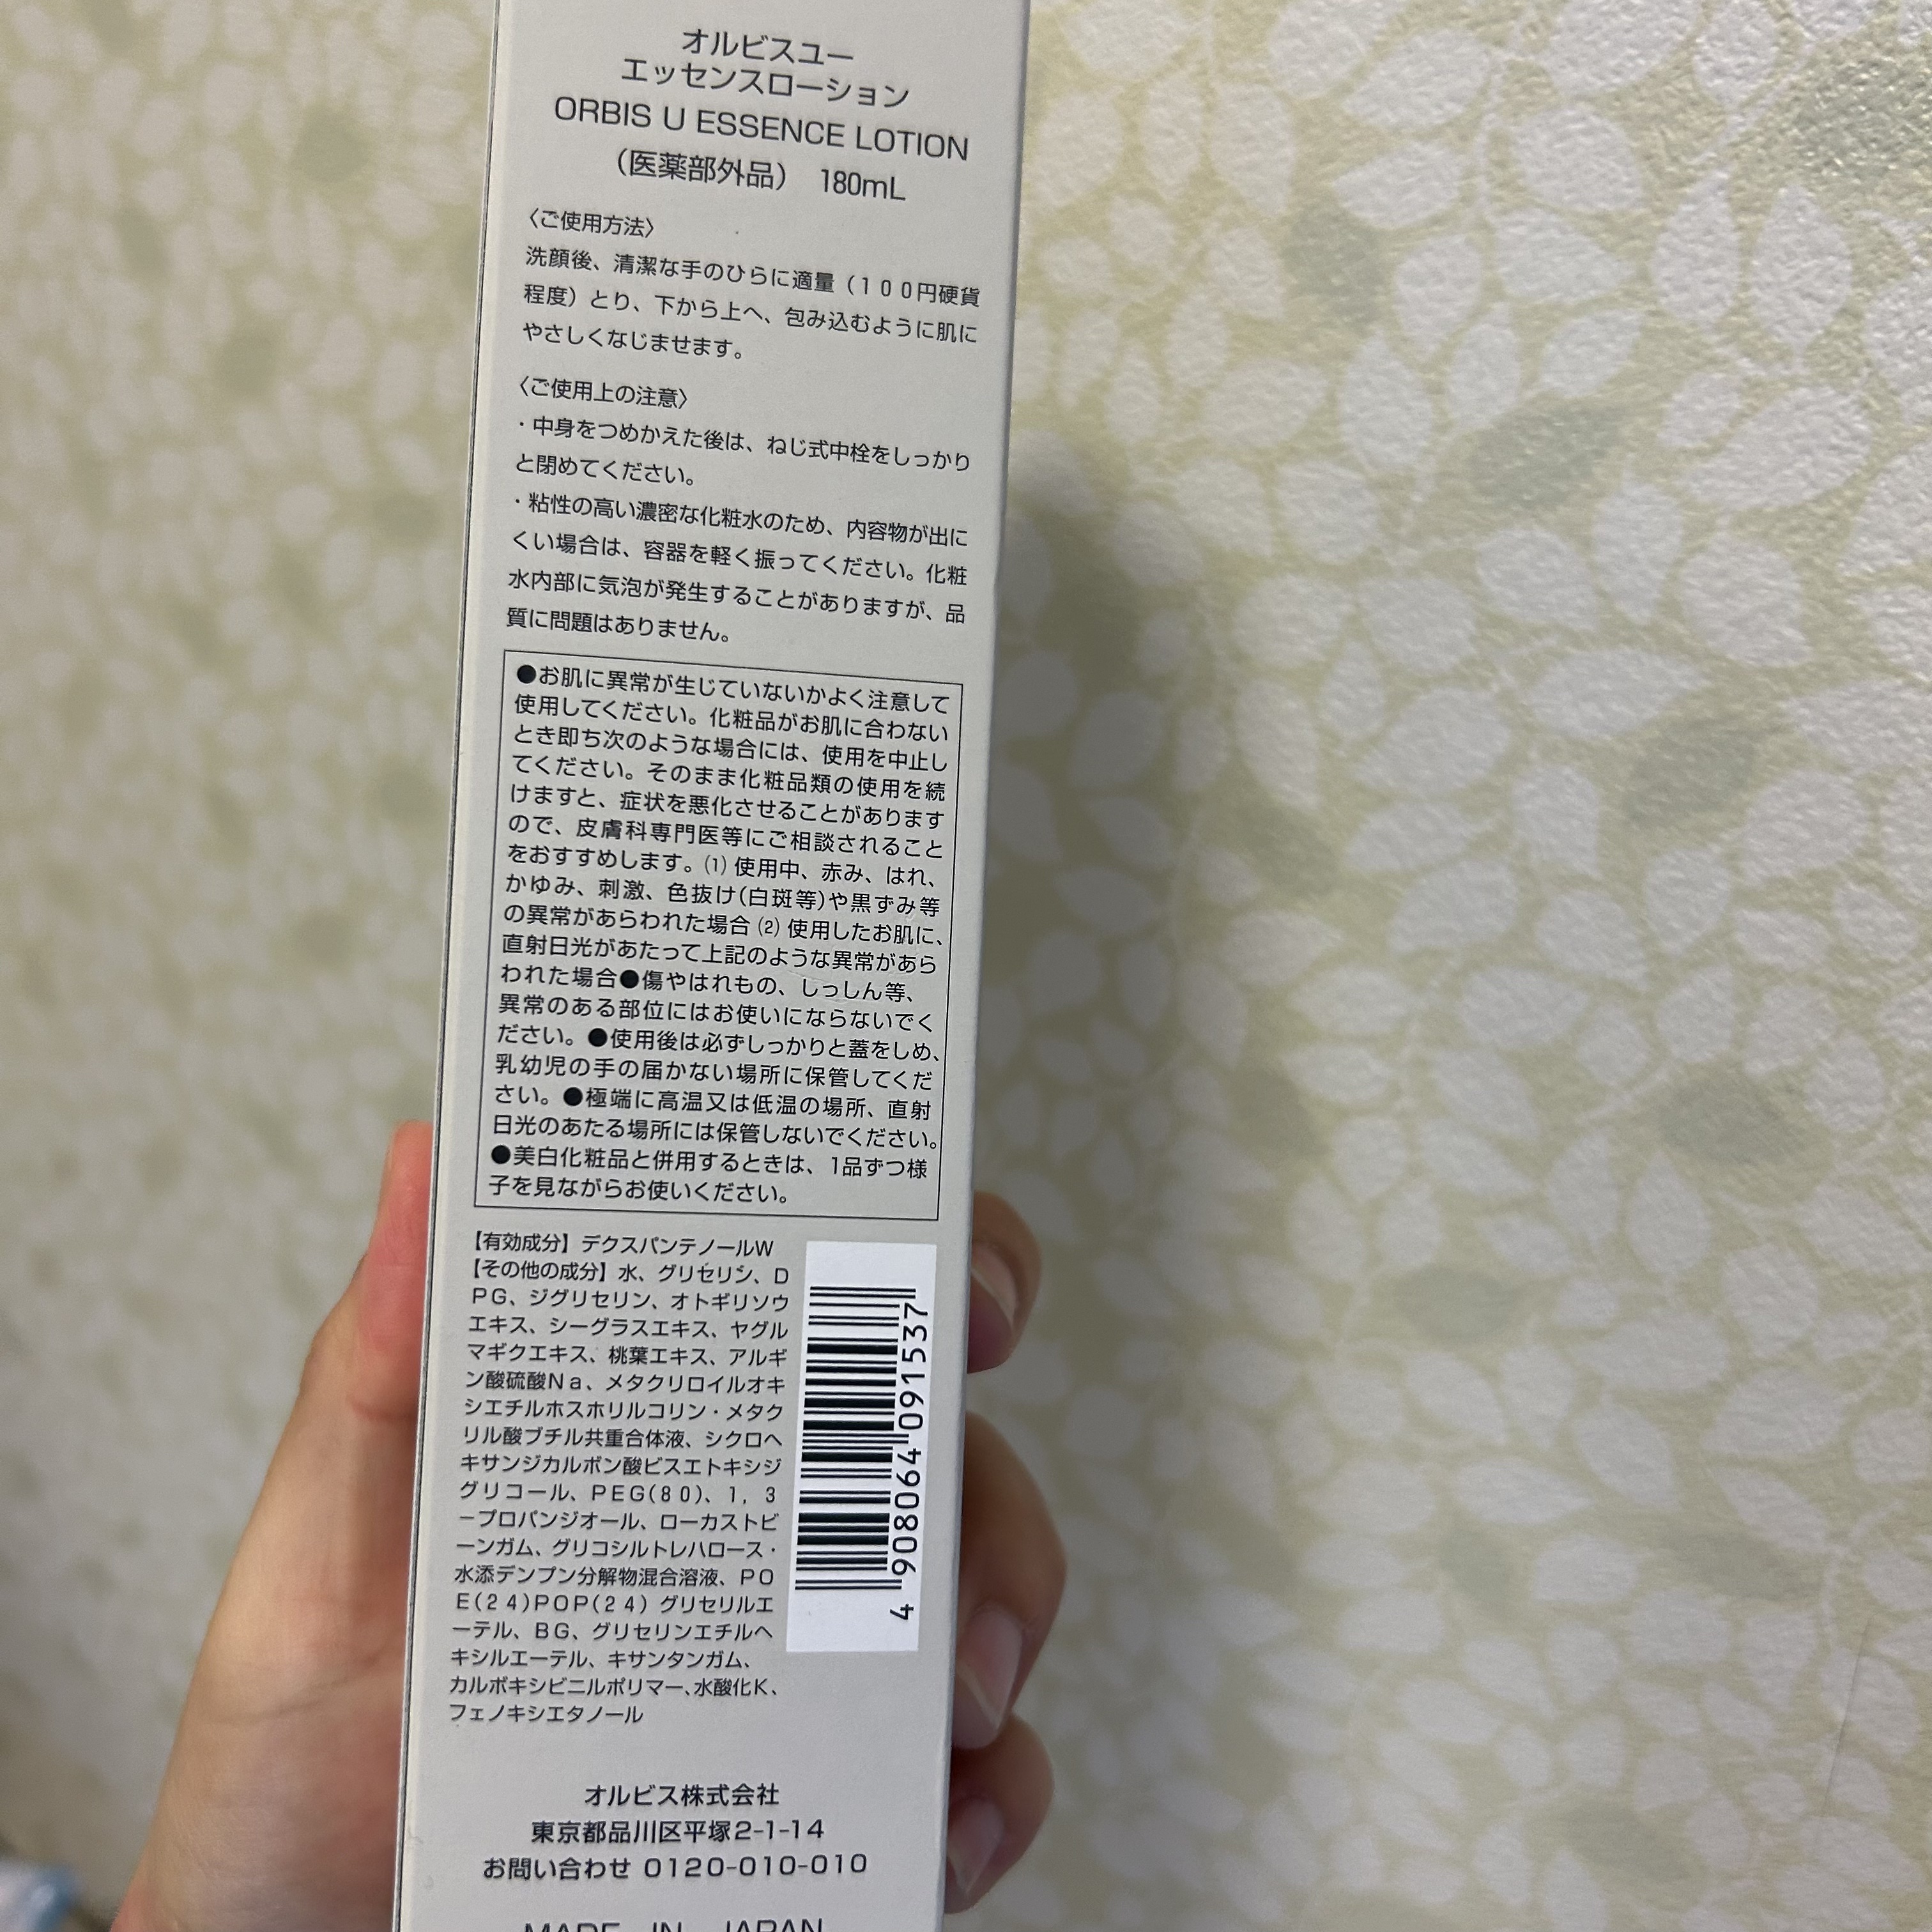 オルビスユー
エッセンスローション
ORBIS U ESSENCE LOTION
（医薬部外品） 180mL
〈ご使用方法〉
洗顔後、清潔な手のひらに適量（１００円硬貨
程度）とり、下から上へ、包み込むように肌に
やさしくなじませます。
〈ご使用上の注意〉
・中身をつめかえた後は、ねじ式中栓をしっかり
と閉めてください。
・粘性の高い濃密な化粧水のため、内容物が出に
くい場合は、容器を軽く振ってください。化粧
水内部に気泡が発生することがありますが、品
質に問題はありません。
●お肌に異常が生じていないかよく注意して
使用してください。化粧品がお肌に合わない
とき即ち次のような場合には、使用を中止し
てください。そのまま化粧品類の使用を続
けますと、症状を悪化させることがあります
ので、皮膚科専門医等にご相談されること
をおすすめします。⑴ 使用中、赤み、はれ、
かゆみ、刺激、色抜け(白斑等)や黒ずみ等
の異常があらわれた場合 ⑵ 使用したお肌に、
直射日光があたって上記のような異常があら
われた場合●傷やはれもの、しっしん等、
異常のある部位にはお使いにならないでく
ださい。●使用後は必ずしっかりと蓋をしめ、
乳幼児の手の届かない場所に保管してくだ
さい。●極端に高温又は低温の場所、直射
日光のあたる場所には保管しないでください。
●美白化粧品と併用するときは、1品ずつ様
子を見ながらお使いください。
【有効成分】デクスパンテノールＷ
【その他の成分】水、グリセリン、Ｄ
ＰＧ、ジグリセリン、オトギリソウ
エキス、シーグラスエキス、ヤグル
マギクエキス、桃葉エキス、アルギ
ン酸硫酸Ｎａ、メタクリロイルオキ
シエチルホスホリルコリン・メタク
リル酸ブチル共重合体液、シクロヘ
キサンジカルボン酸ビスエトキシジ
グリコール、ＰＥＧ(８０)、１，３
－プロパンジオール、ローカストビ
ーンガム、グリコシルトレハロース・
水添デンプン分解物混合溶液、ＰＯ
Ｅ(２４)ＰＯＰ(２４) グリセリルエ
ーテル、ＢＧ、グリセリンエチルヘ
キシルエーテル、キサンタンガム、
カルボキシビニルポリマー、水酸化Ｋ、
フェノキシエタノール
4 908064 091537
オルビス株式会社
東京都品川区平塚2-1-14
お問い合わせ 0120-010-010
MADE IN JAPAN